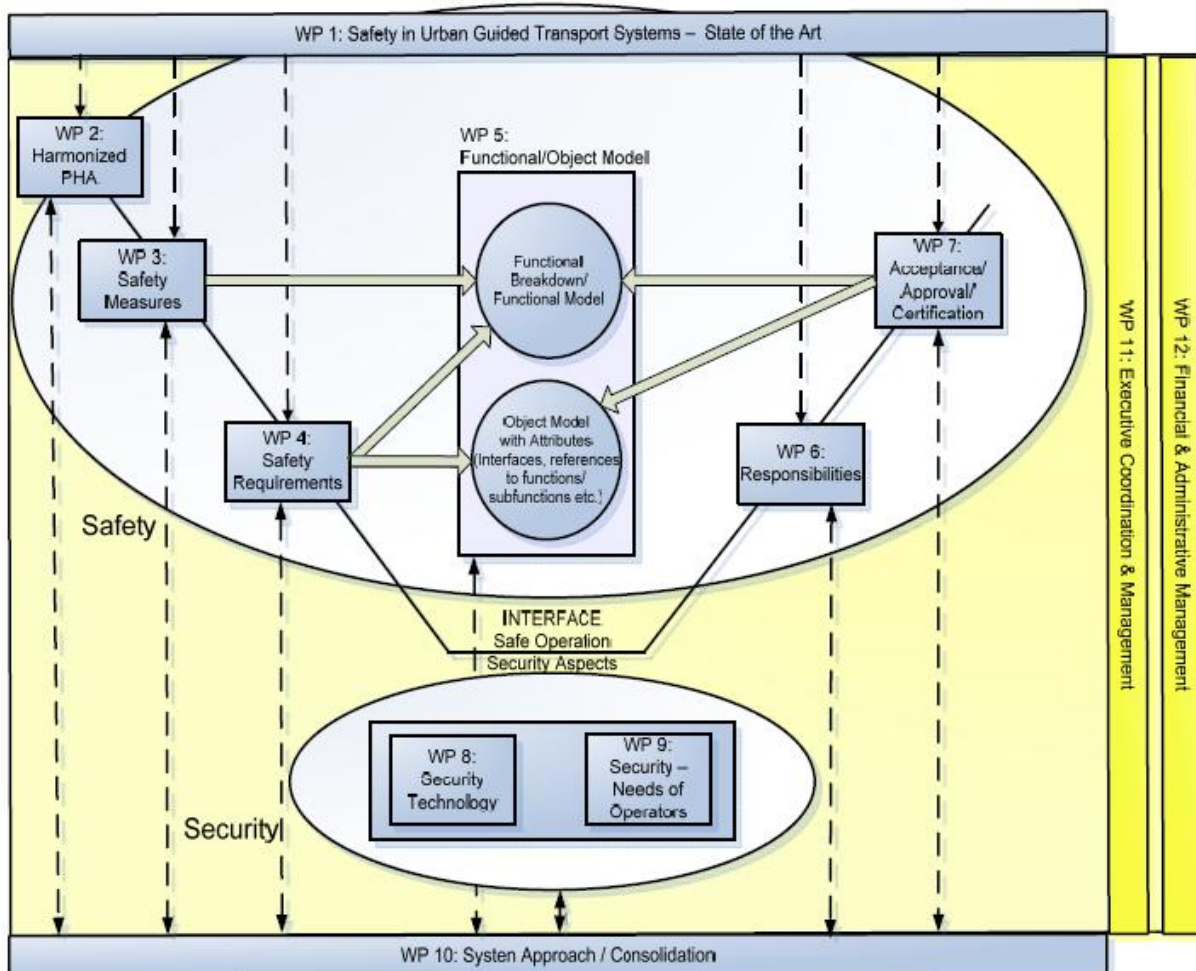 WP 1: Safety in Urban Guided Transport Systems – State of the Art
WP 2:
Harmonized
PHA.
WP 3:
Safety
Measures
WP 4:
Safety
Requirements
WP 5:
Functional/Object Modell
Functional
Breakdown/
Functional Model
Object Model
with Attributes
(Interfaces, references
to functions/
subfunctions etc.)
WP 6:
Responsibilities
WP 7:
Acceptance/
Approval/
Certification
Safety
INTERFACE
Safe Operation
Security Aspects
WP 8:
Security
Technology
WP 9:
Security –
Needs of
Operators
Security
WP 10: Systen Approach / Consolidation
WP 11: Executive Coordination & Management
WP 12: Financial & Administrative Management